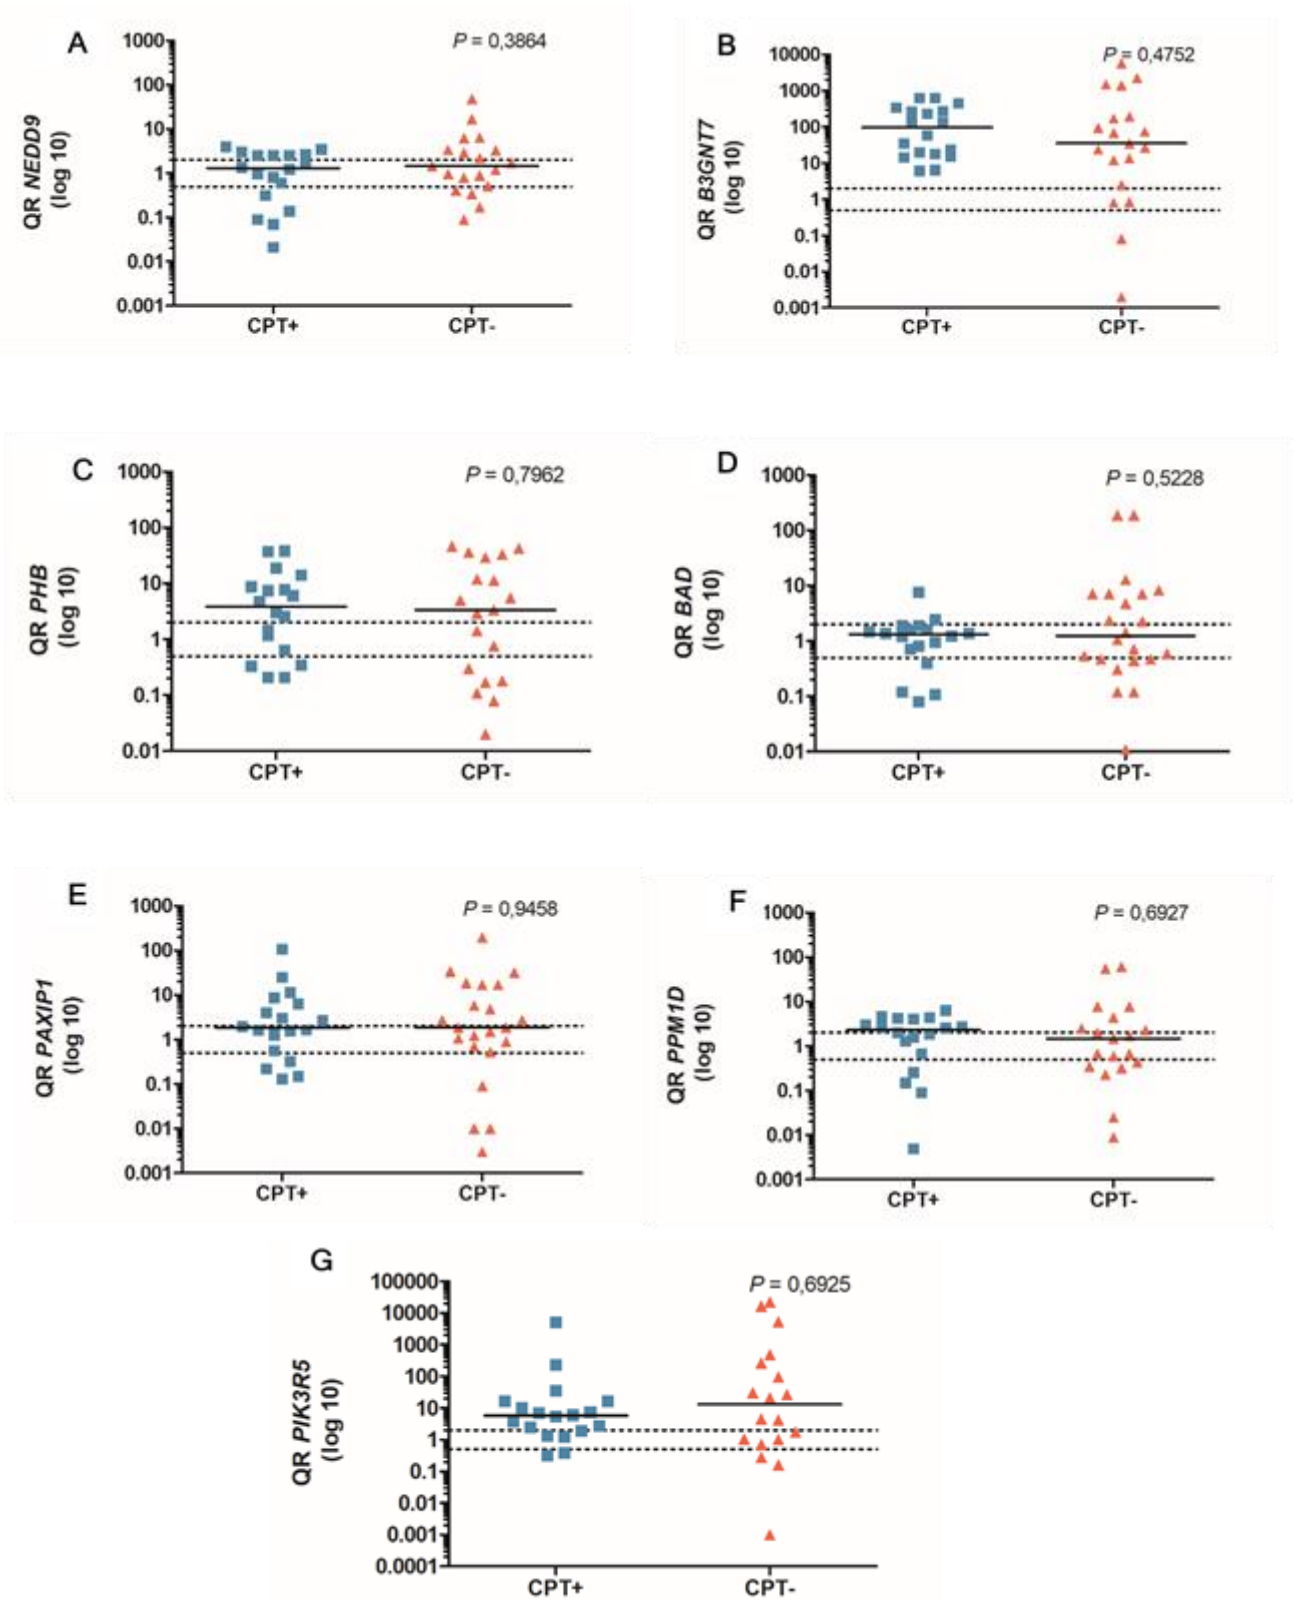 A
P = 0,3864
QR NEDD9
(log 10)
1000
100
10
1
0.1
0.01
0.001
CPT+ CPT-
B
P = 0,4752
QR B3GNT7
(log 10)
10000
1000
100
10
1
0.1
0.01
0.001
CPT+ CPT-
C
P = 0,7962
QR PHB
(log 10)
1000
100
10
1
0.1
0.01
CPT+ CPT-
D
P = 0,5228
QR BAD
(log 10)
1000
100
10
1
0.1
0.01
CPT+ CPT-
E
P = 0,9458
QR PAXIP1
(log 10)
1000
100
10
1
0.1
0.01
0.001
CPT+ CPT-
F
P = 0,6927
QR PPM1D
(log 10)
1000
100
10
1
0.1
0.01
0.001
CPT+ CPT-
G
P = 0,6925
QR PIK3R5
(log 10)
100000
10000
1000
100
10
1
0.1
0.01
0.001
0.0001
CPT+ CPT-